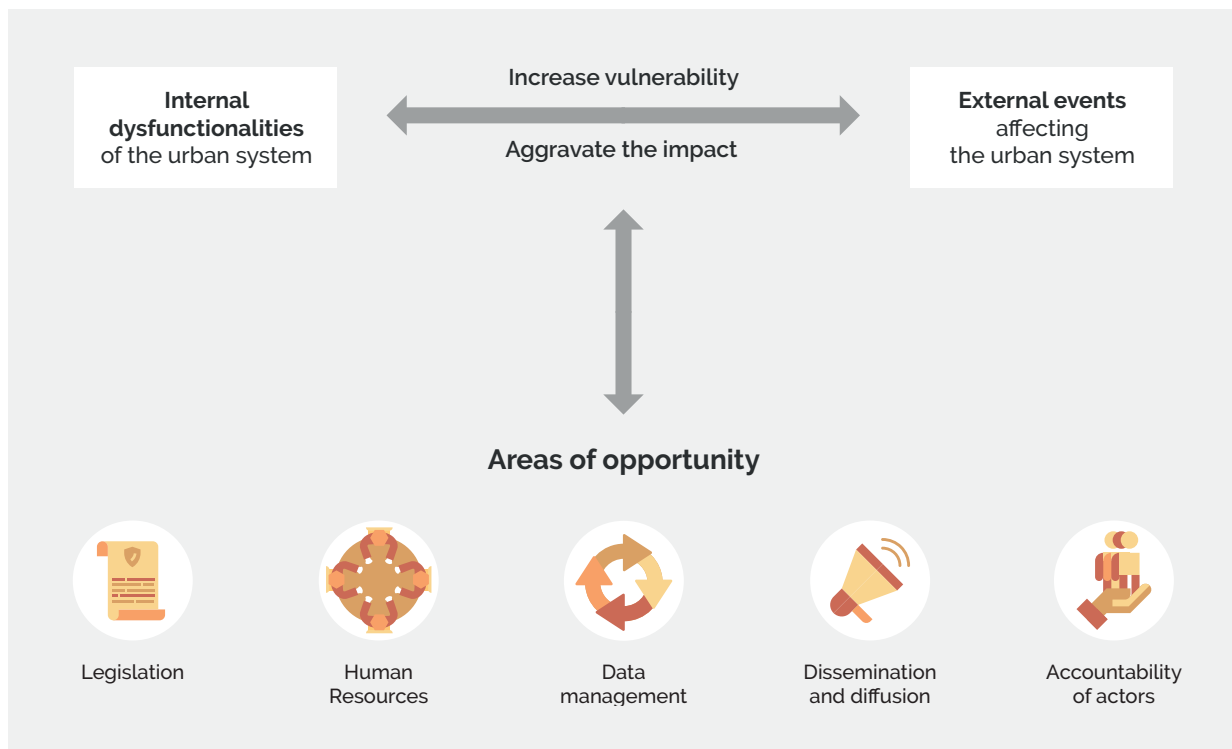 Internal
dysfunctionalities
of the urban system
Increase vulnerability
Aggravate the impact
External events
affecting
the urban system
Areas of opportunity
Legislation
Human
Resources
Data
management
Dissemination
and diffusion
Accountability
of actors